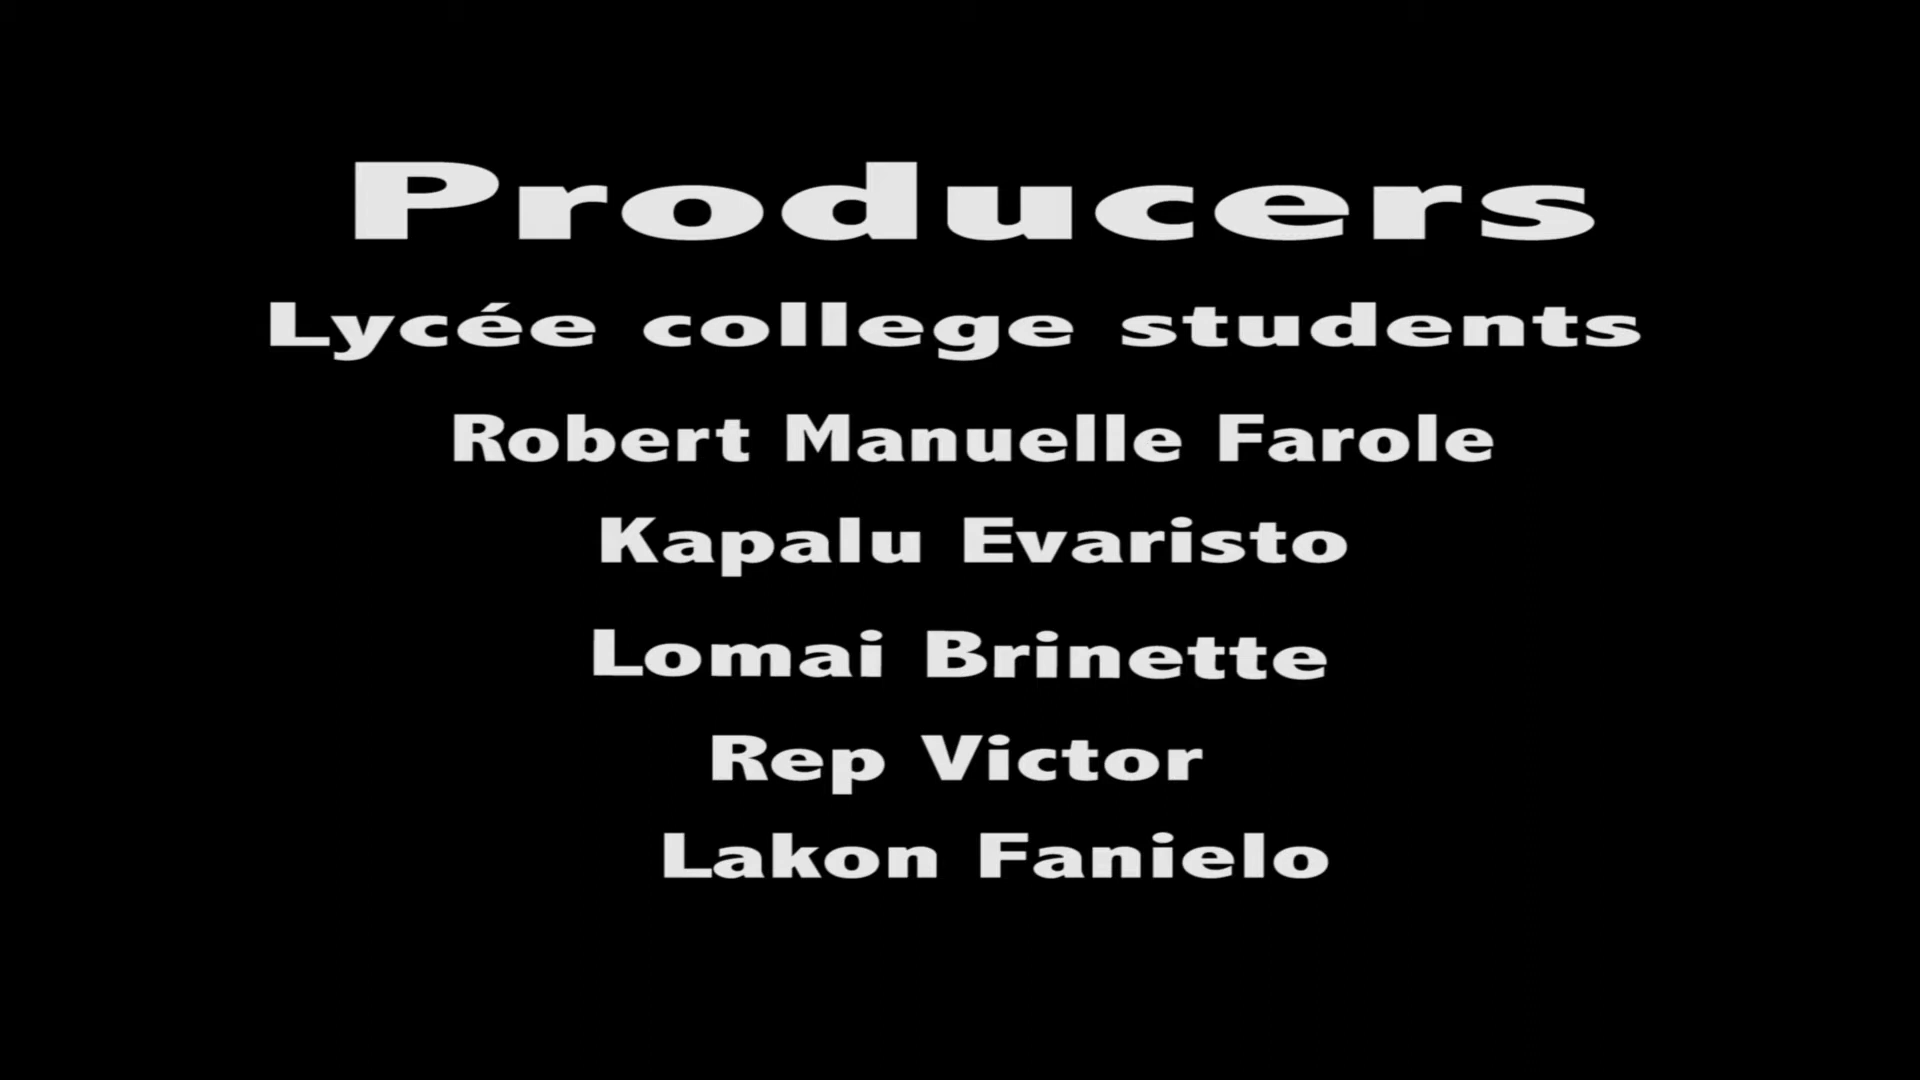 Producers
Lycée college students
Robert Manuelle Farole
Kapalu Evaristo
Lomai Brinette
Rep Victor
Lakon Fanielo